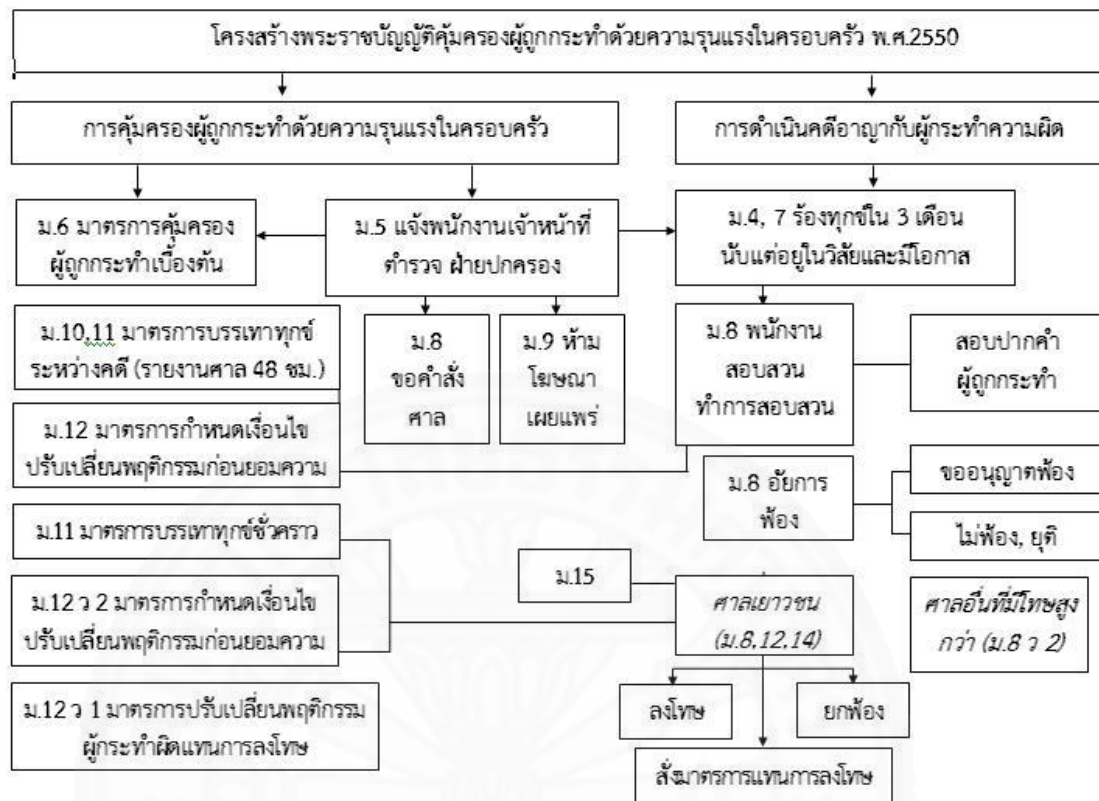 โครงสร้างพระราชบัญญัติคุ้มครองผู้ถูกกระทำด้วยความรุนแรงในครอบครัว พ.ศ.2550
การคุ้มครองผู้ถูกกระทำด้วยความรุนแรงในครอบครัว
การดำเนินคดีอาญากับผู้กระทำความผิด
ม.6 มาตรการคุ้มครอง
ผู้ถูกกระทำเบื้องต้น
ม.5 แจ้งพนักงานเจ้าหน้าที่
ตำรวจ ฝ่ายปกครอง
ม.4, 7 ร้องทุกข์ใน 3 เดือน
นับแต่อยู่ในวิสัยและมีโอกาส
ม.10,11 มาตรการบรรเทาทุกข์
ระหว่างคดี (รายงานศาล 48 ชม.)
ม.8
ขอคำสั่ง
ศาล
ม.9 ห้าม
โฆษณา
เผยแพร่
ม.8 พนักงาน
สอบสวน
ทำการสอบสวน
สอบปากคำ
ผู้ถูกกระทำ
ม.12 มาตรการกำหนดเงื่อนไข
ปรับเปลี่ยนพฤติกรรมก่อนยอมความ
ม.8 อัยการ
ฟ้อง
ขออนุญาตฟ้อง
ไม่ฟ้อง, ยุติ
ม.11 มาตรการบรรเทาทุกข์ชั่วคราว
ม.15
ม.12 ว 2 มาตรการกำหนดเงื่อนไข
ปรับเปลี่ยนพฤติกรรมก่อนยอมความ
ศาลเยาวชน
(ม.8,12,14)
ศาลอื่นที่มีโทษสูง
กว่า (ม.8 ว 2)
ม.12 ว 1 มาตรการปรับเปลี่ยนพฤติกรรม
ผู้กระทำผิดแทนการลงโทษ
ลงโทษ
ยกฟ้อง
สั่งมาตรการแทนการลงโทษ